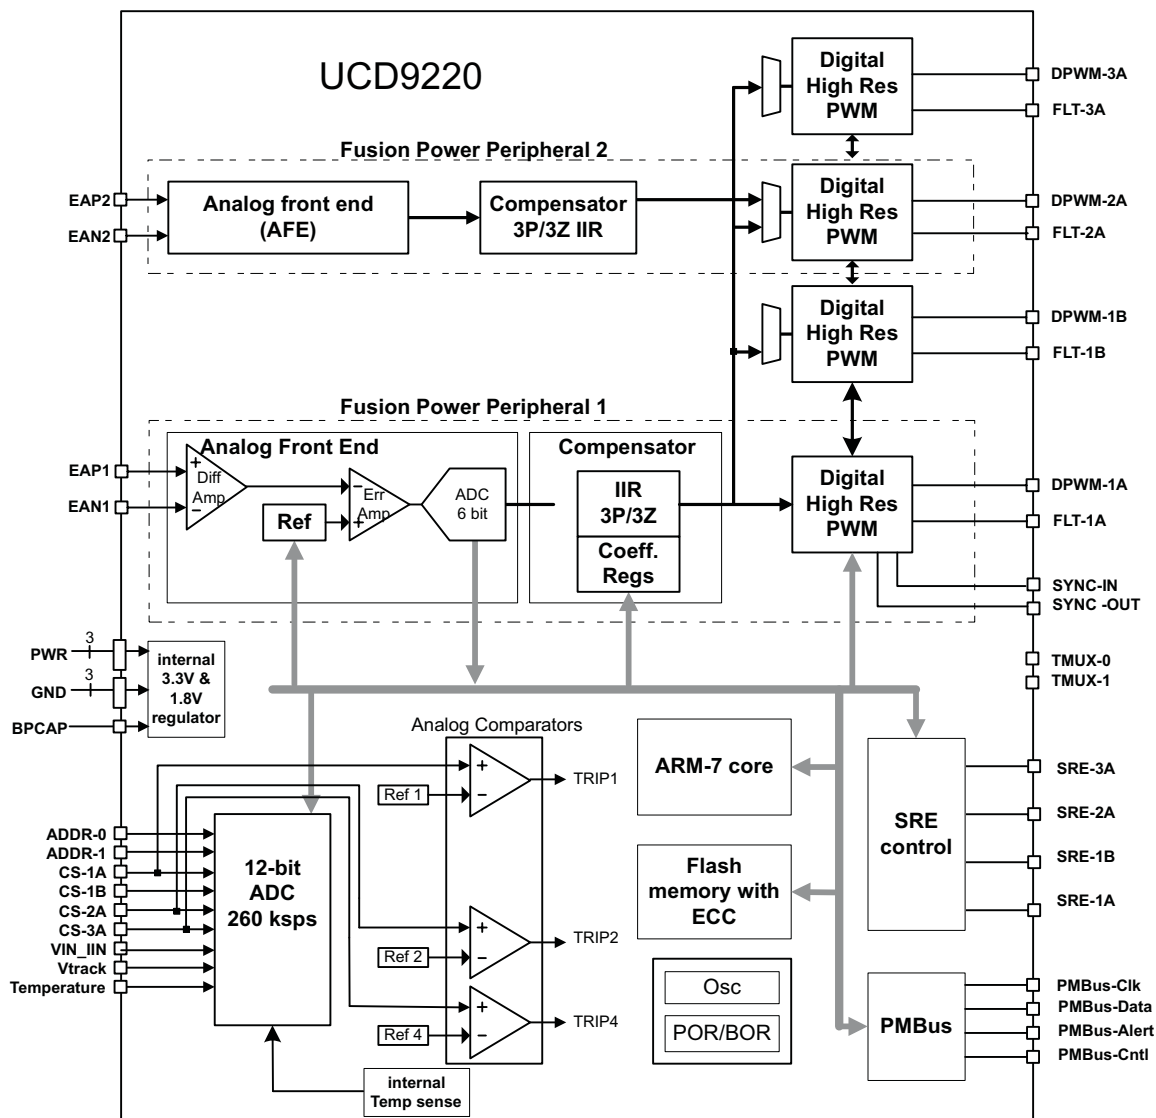 UCD9220
Digital
High Res
PWM
DPWM-3A
FLT-3A
Fusion Power Peripheral 2
EAP2
EAN2
Analog front end
(AFE)
Compensator
3P/3Z IIR
Digital
High Res
PWM
DPWM-2A
FLT-2A
Digital
High Res
PWM
DPWM-1B
FLT-1B
Fusion Power Peripheral 1
Analog Front End
Compensator
EAP1
EAN1
+
Diff
Amp
−
Ref
−
Err
Amp
+
ADC
6 bit
IIR
3P/3Z
Coeff.
Regs
Digital
High Res
PWM
DPWM-1A
FLT-1A
SYNC-IN
SYNC -OUT
TMUX-0
TMUX-1
PWR
3
GND
3
BPCAP
internal
3.3V &
1.8V
regulator
Analog Comparators
+
−
Ref 1
TRIP1
ARM-7 core
SRE
control
SRE-3A
SRE-2A
SRE-1B
SRE-1A
ADDR-0
ADDR-1
CS-1A
CS-1B
CS-2A
CS-3A
VIN_IIN
Vtrack
Temperature
12-bit
ADC
260 ksps
Flash
memory with
ECC
+
−
Ref 2
TRIP2
+
−
Ref 4
TRIP4
Osc
POR/BOR
PMBus
PMBus-Clk
PMBus-Data
PMBus-Alert
PMBus-Cntl
internal
Temp sense